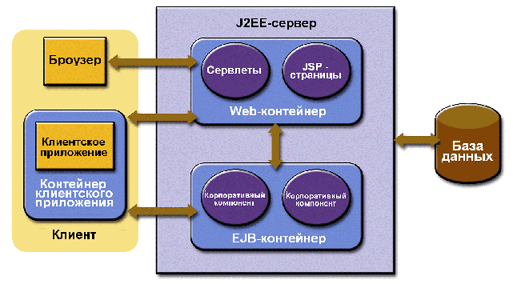 J2EE-сервер
Броузер
Сервлеты
JSP -
страницы
Web-контейнер
Клиентское
приложение
Контейнер
клиентского
приложения
Клиент
База
данных
Корпоративный
компонент
Корпоративный
компонент
EJB-контейнер